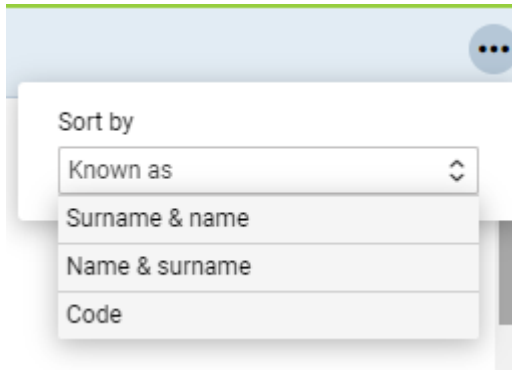 Sort by
Known as
Surname & name
Name & surname
Code